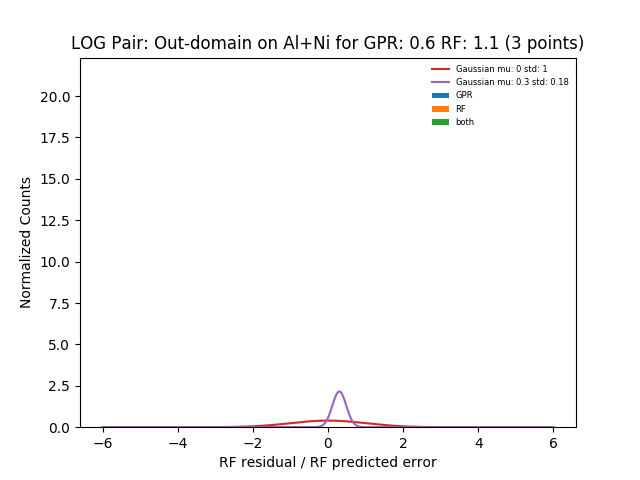 LOG Pair: Out-domain on Al+Ni for GPR: 0.6 RF: 1.1 (3 points)
Gaussian mu: 0 std: 1
Gaussian mu: 0.3 std: 0.18
GPR
RF
both
20.0
17.5
15.0
12.5
10.0
7.5
5.0
2.5
0.0
Normalized Counts
−6 −4 −2 0 2 4 6
RF residual / RF predicted error